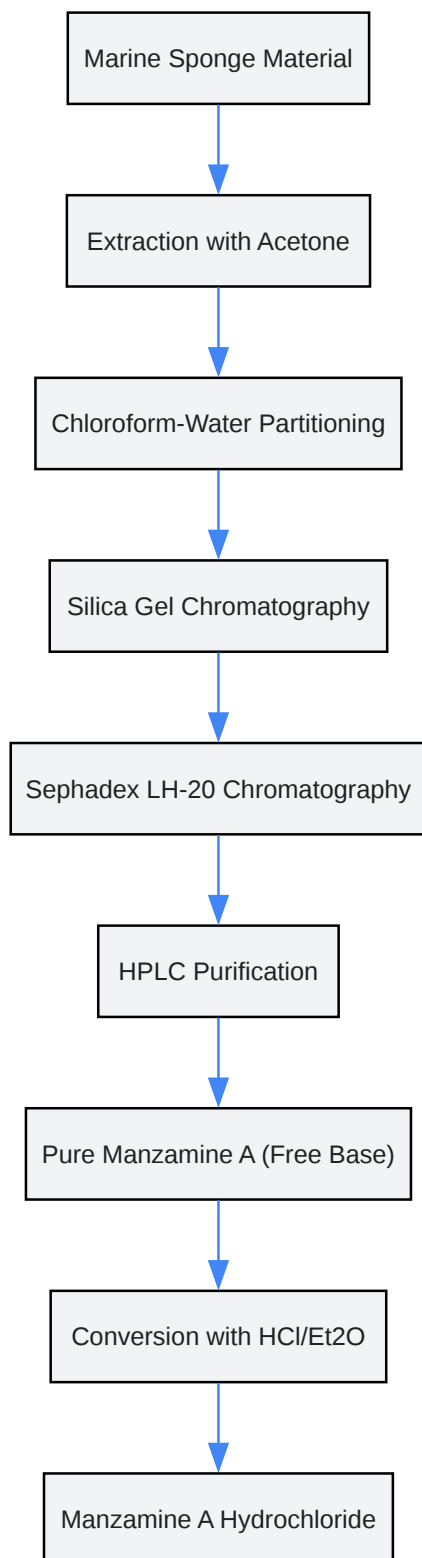 Marine Sponge Material
Extraction with Acetone
Chloroform-Water Partitioning
Silica Gel Chromatography
Sephadex LH-20 Chromatography
HPLC Purification
Pure Manzamine A (Free Base)
Conversion with HCl/Et2O
Manzamine A Hydrochloride